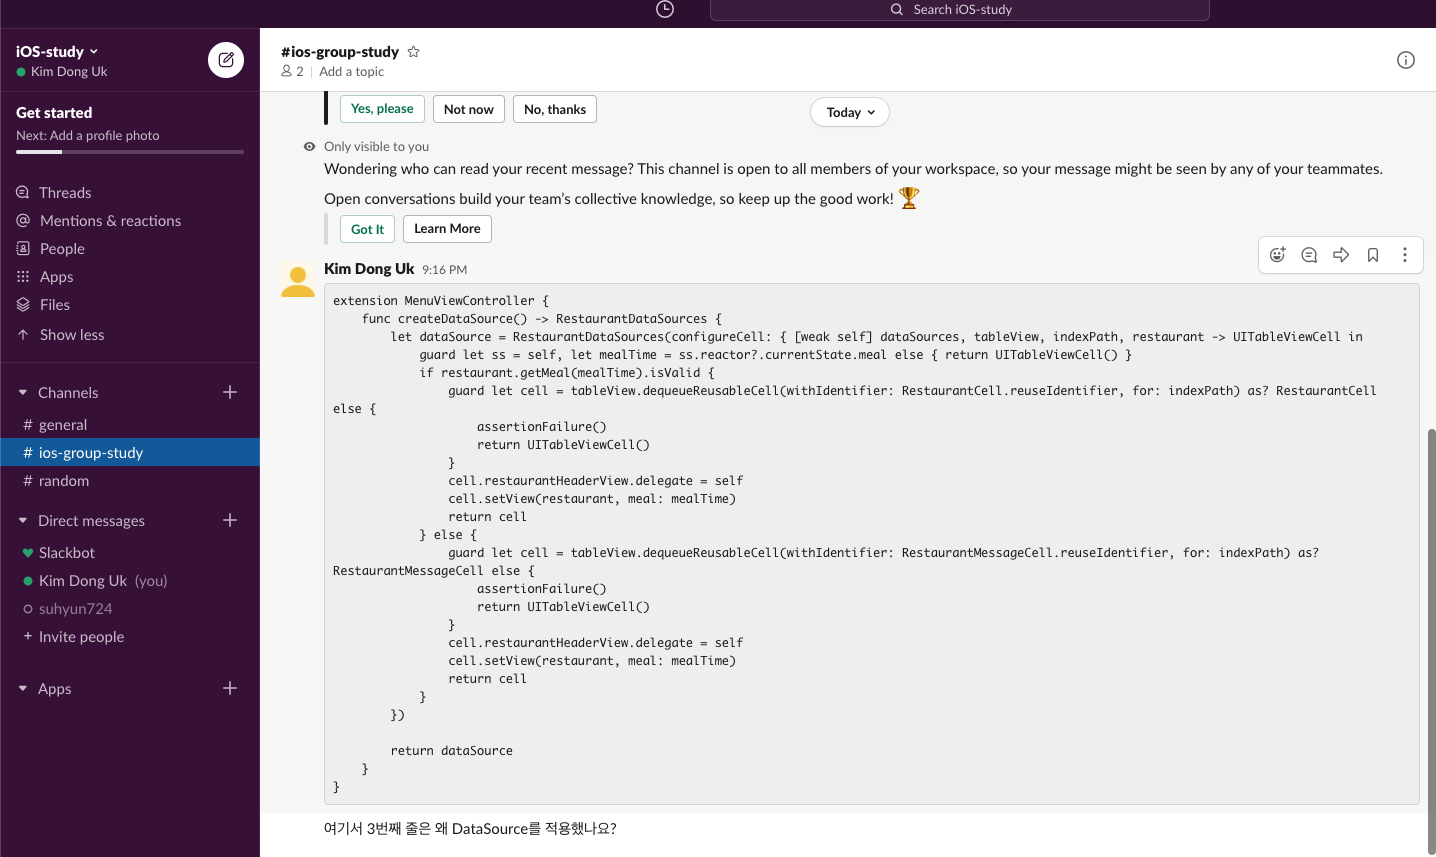 Search iOS-study
iOS-study
Kim Dong Uk
Get started
Next: Add a profile photo
Threads
Mentions & reactions
People
Apps
Files
Show less
Channels
# general
# ios-group-study
# random
Direct messages
Slackbot
Kim Dong Uk (you)
suhyun724
+ Invite people
Apps
#ios-group-study
2 | Add a topic
Yes, please
Not now
No, thanks
Today
Only visible to you
Wondering who can read your recent message? This channel is open to all members of your workspace, so your message might be seen by any of your teammates.
Open conversations build your team’s collective knowledge, so keep up the good work!
Got It
Learn More
Kim Dong Uk 9:16 PM
extension MenuViewController {
    func createDataSource() -> RestaurantDataSources {
        let dataSource = RestaurantDataSources(configureCell: { [weak self] dataSources, tableView, indexPath, restaurant -> UITableViewCell in
            guard let ss = self, let mealTime = ss.reactor?.currentState.meal else { return UITableViewCell() }
            if restaurant.getMeal(mealTime).isValid {
                guard let cell = tableView.dequeueReusableCell(withIdentifier: RestaurantCell.reuseIdentifier, for: indexPath) as? RestaurantCell
else {
                        assertionFailure()
                        return UITableViewCell()
                }
                cell.restaurantHeaderView.delegate = self
                cell.setView(restaurant, meal: mealTime)
                return cell
            } else {
                guard let cell = tableView.dequeueReusableCell(withIdentifier: RestaurantMessageCell.reuseIdentifier, for: indexPath) as?
RestaurantMessageCell else {
                        assertionFailure()
                        return UITableViewCell()
                }
                cell.restaurantHeaderView.delegate = self
                cell.setView(restaurant, meal: mealTime)
                return cell
            }
        })
        return dataSource
    }
}
여기서 3번째 줄은 왜 DataSource를 적용했나요?